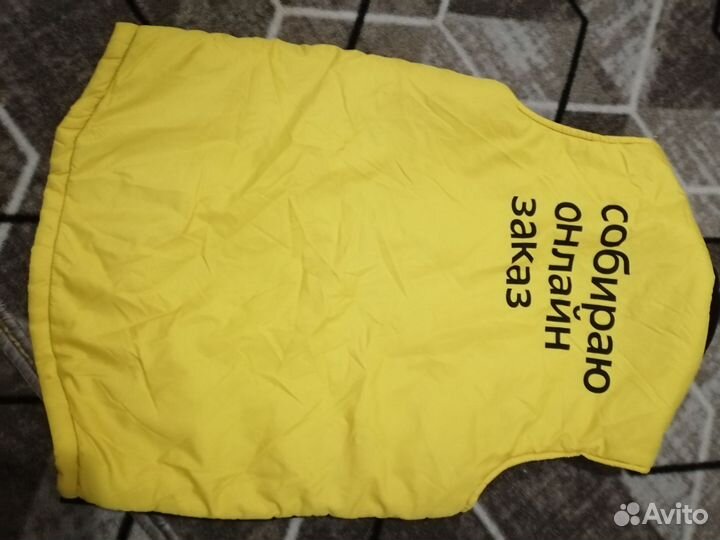 собираю
онлайн
заказ
Avito